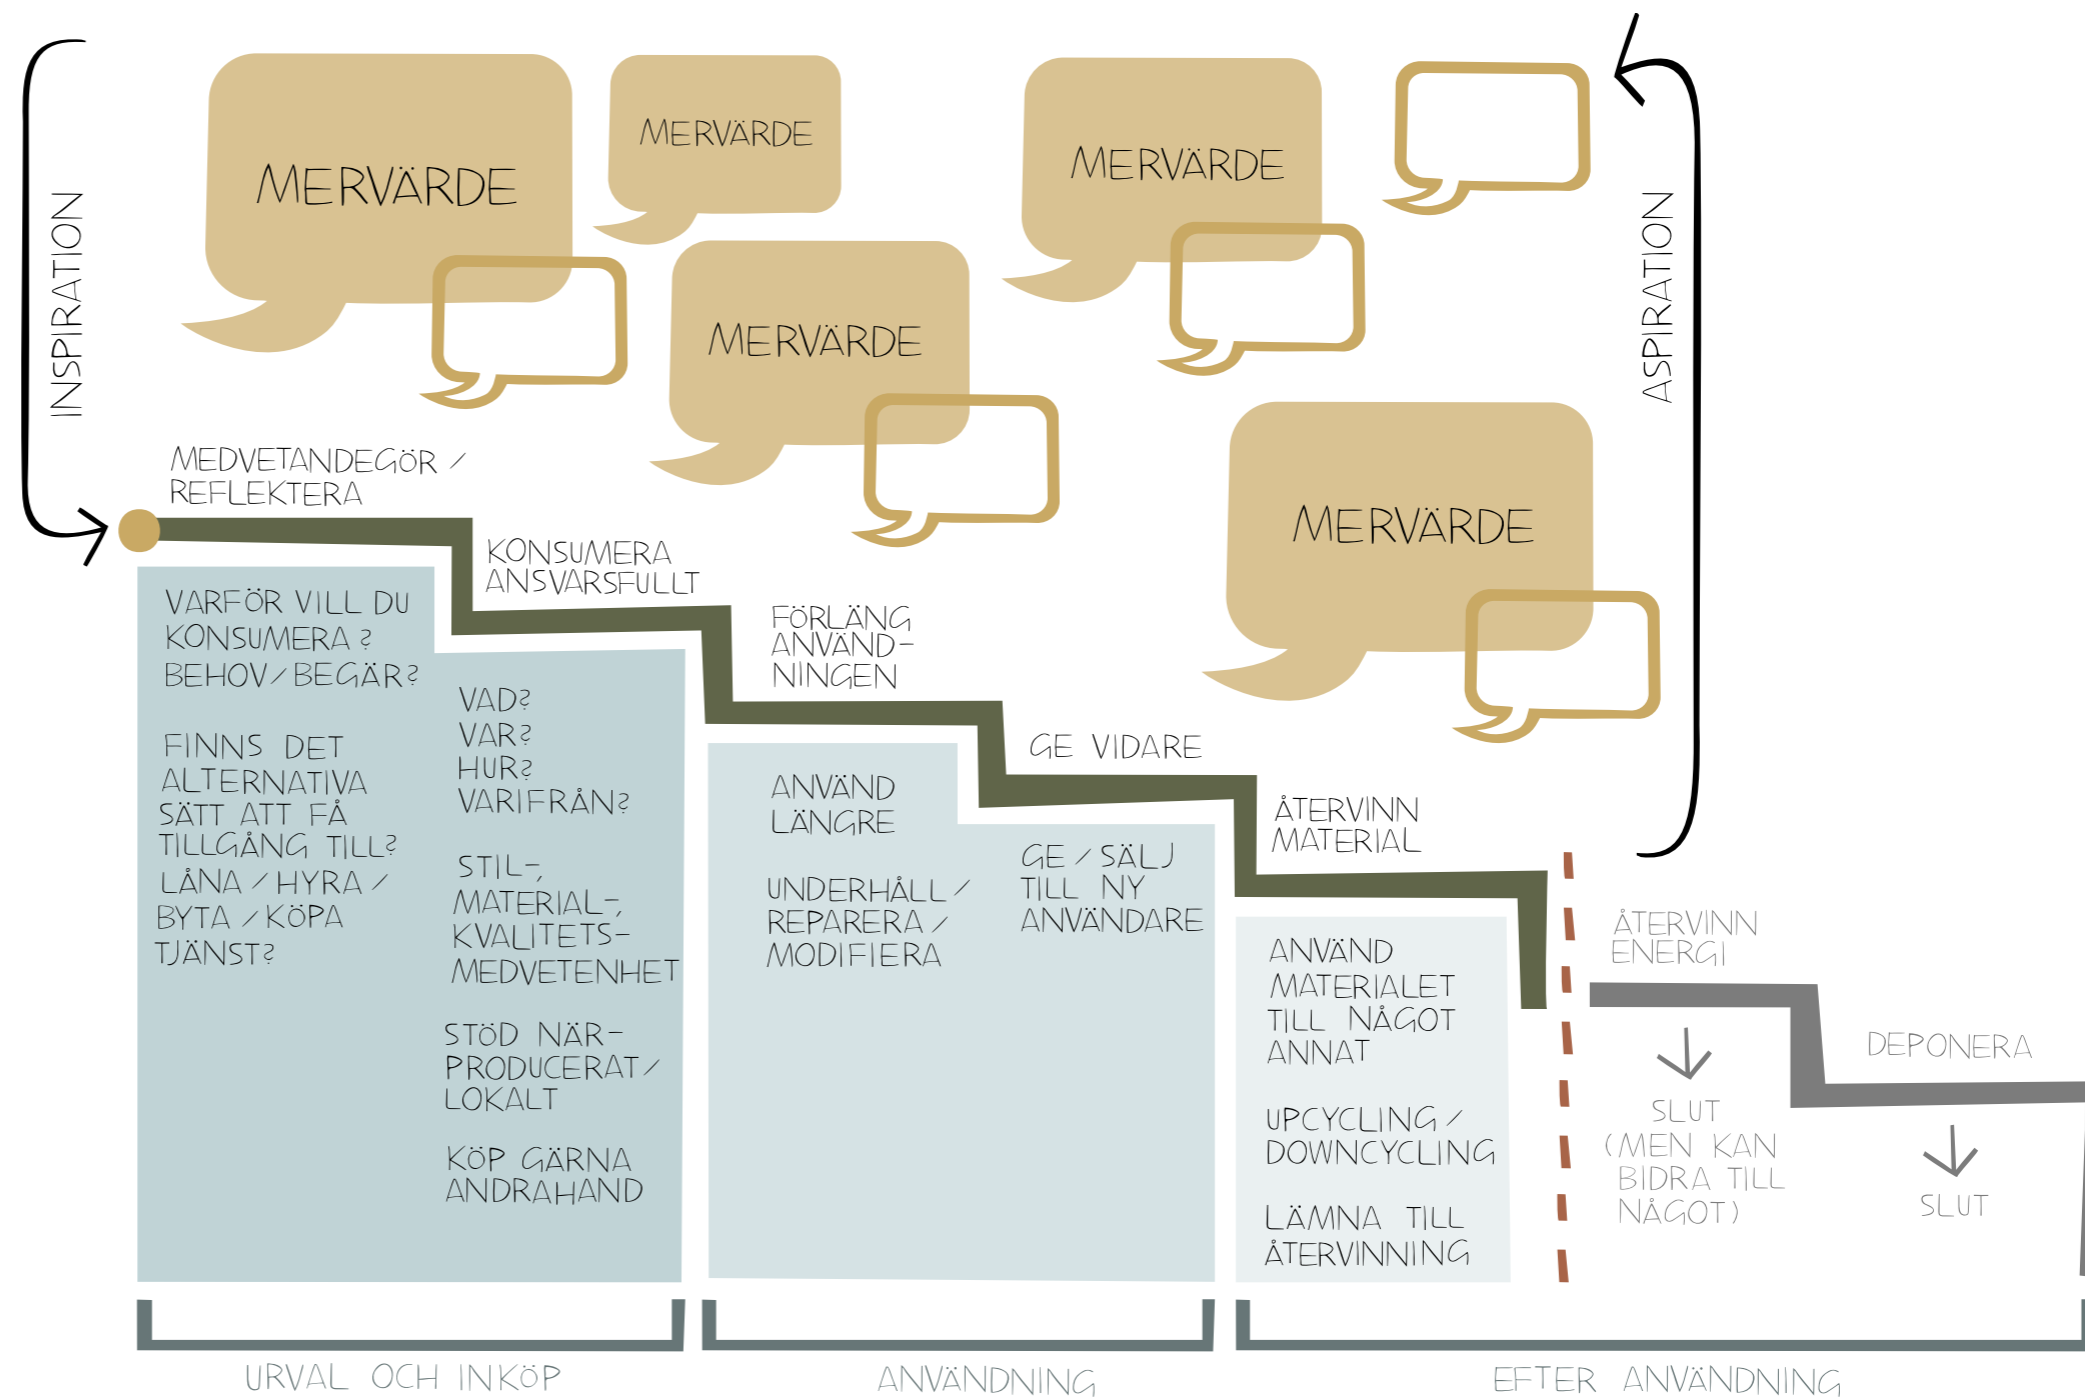 INSPIRATION
MERVÄRDE
MERVÄRDE
MERVÄRDE
MERVÄRDE
MERVÄRDE
ASPIRATION
MEDVETANDEGÖR /
REFLEKTERA
VARFÖR VILL DU
KONSUMERA?
BEHOV/BEGÄR?
FINNS DET
ALTERNATIVA
SÄTT ATT FÅ
TILLGÅNG TILL?
LÅNA / HYRA /
BYTA / KÖPA
TJÄNST?
KONSUMERA
ANSVARSFULLT
VAD?
VAR?
HUR?
VARIFRÅN?
STIL-,
MATERIAL-,
KVALITETS-
MEDVETENHET
STÖD NÄR-
PRODUCERAT/
LOKALT
KÖP GÄRNA
ANDRAHAND
FÖRLÄNG
ANVÄND-
NINGEN
ANVÄND
LÄNGRE
UNDERHÅLL/
REPARERA/
MODIFIERA
GE VIDARE
GE / SÄLJ
TILL NY
ANVÄNDARE
ÅTERVINN
MATERIAL
ANVÄND
MATERIALET
TILL NÅGOT
ANNAT
UPCYCLING /
DOWNCYCLING
LÄMNA TILL
ÅTERVINNING
ÅTERVINN
ENERGI
SLUT
(MEN KAN
BIDRA TILL
NÅGOT)
DEPONERA
SLUT
URVAL OCH INKÖP
ANVÄNDNING
EFTER ANVÄNDNING